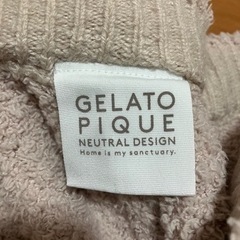 GELATO
PIQUE
NEUTRAL DESIGN
Home is my sanctuary.